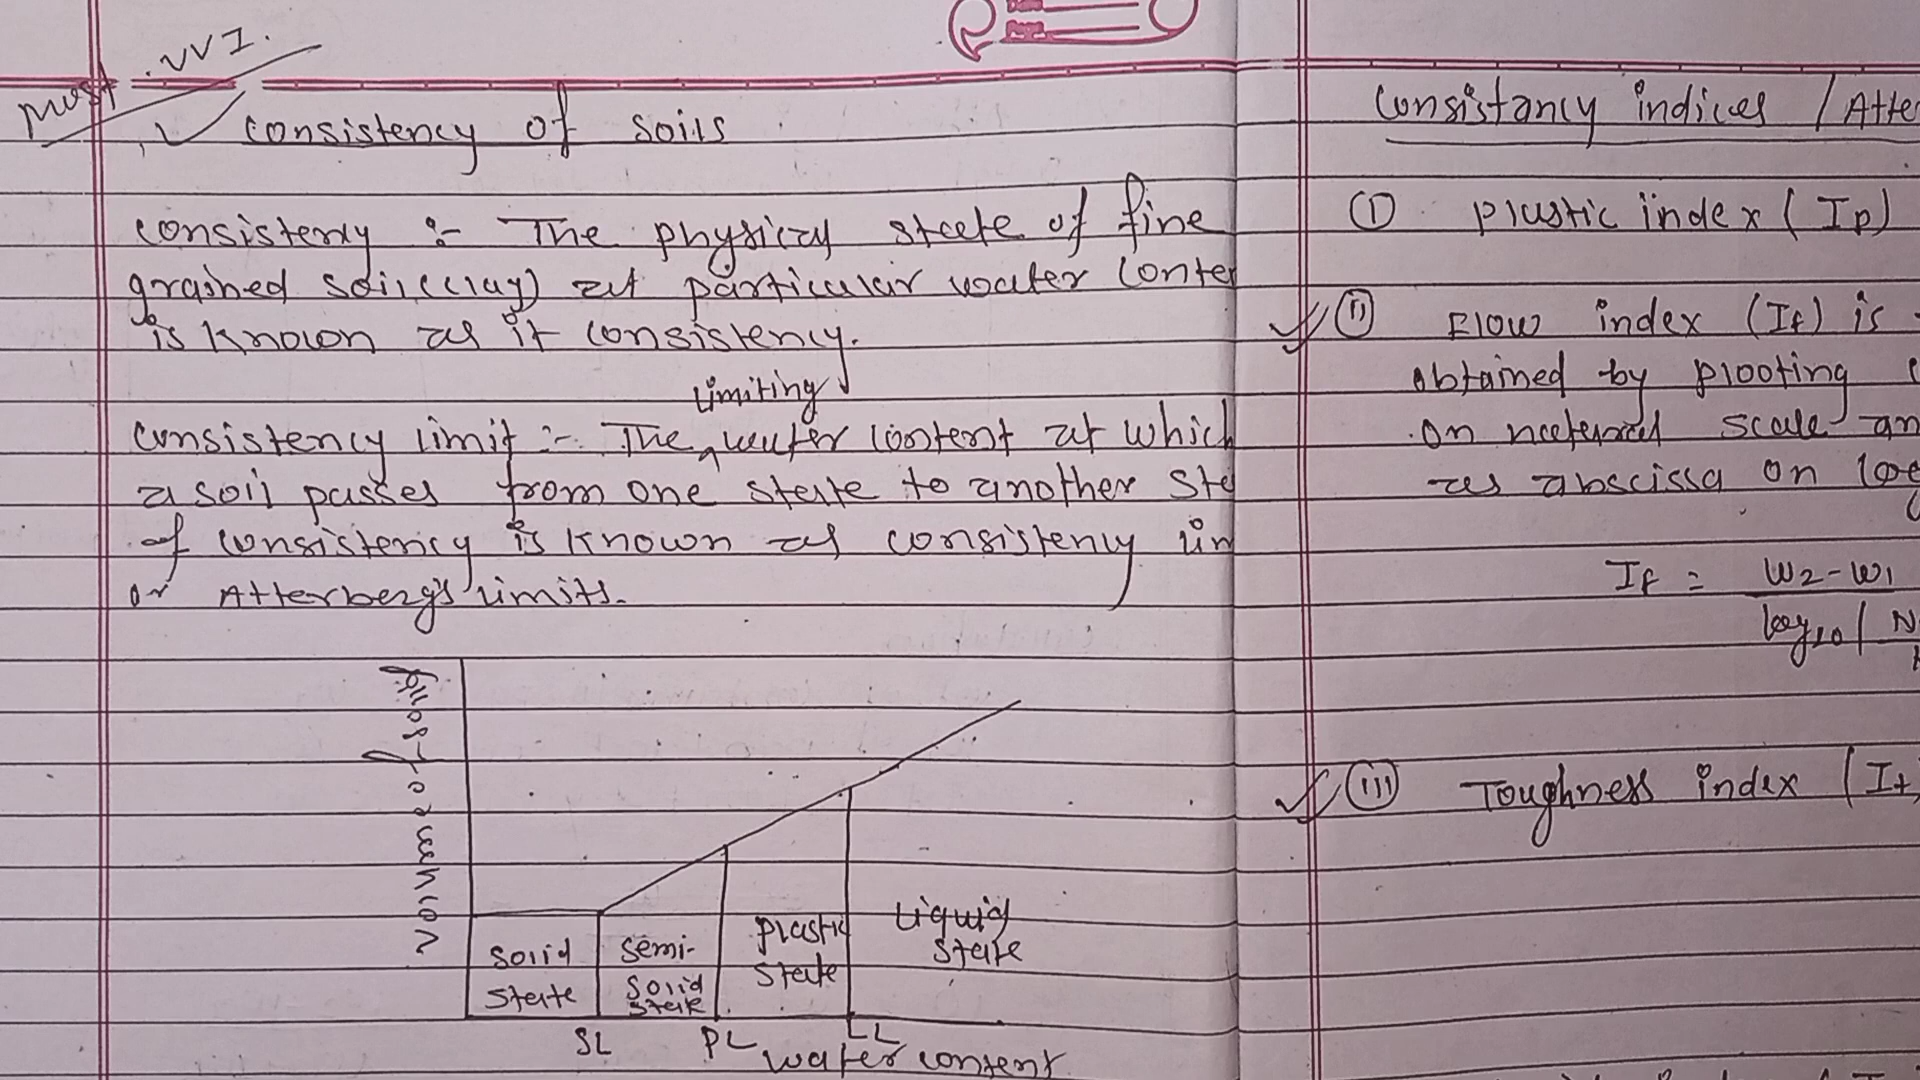 must VVI.
consistency of soils
consistency :- The physical state of fine
grained soil (clay) at particular water conte
is known as it consistency.
limiting
consistency limit :- The water content at which
a soil passes from one state to another sta
of consistency is known as consistency lim
or Atterberg's limits.
volume of soil
solid state
semi-solid state
plastic state
Liquid state
SL PL LL
water content
consistancy indices / Atte
(i) plastic index (Ip)
(ii) Flow index (If) is
obtained by plooting
on natural scale an
as abscissa on log
If = w2-w1
log10 ( N
(iii) Toughness index (It)